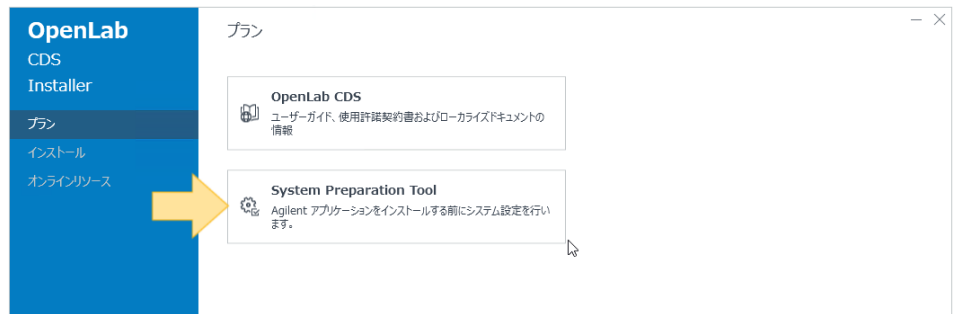 OpenLab
CDS
Installer
プラン
インストール
オンラインリソース
プラン
OpenLab CDS
ユーザーガイド、使用許諾契約書およびローカライズドキュメントの
情報
System Preparation Tool
Agilent アプリケーションをインストールする前にシステム設定を行い
ます。